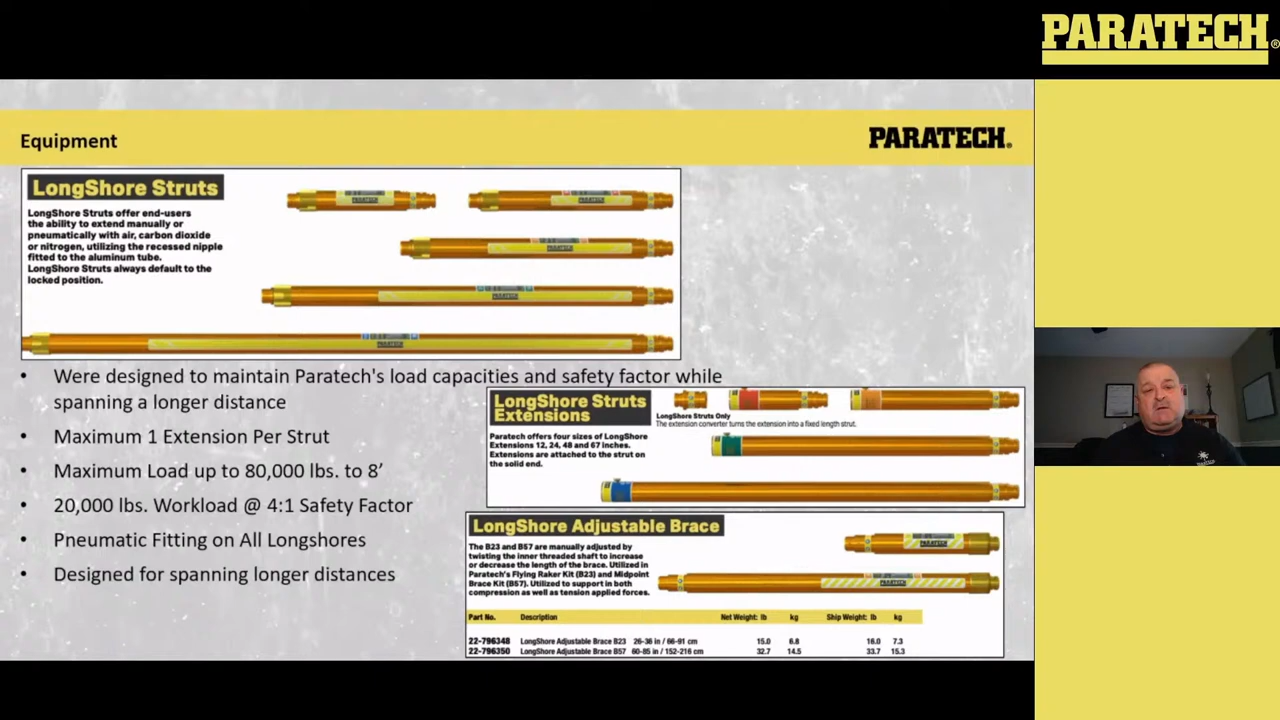 PARATECH®
Equipment
PARATECH®
LongShore Struts
LongShore Struts offer end-users
the ability to extend manually or
pneumatically with air, carbon dioxide
or nitrogen, utilizing the recessed nipple
fitted to the aluminum tube.
LongShore Struts always default to the
locked position.
PARATECH
PARATECH
PARATECH
PARATECH
PARATECH
• Were designed to maintain Paratech's load capacities and safety factor while
spanning a longer distance
• Maximum 1 Extension Per Strut
• Maximum Load up to 80,000 lbs. to 8’
• 20,000 lbs. Workload @ 4:1 Safety Factor
• Pneumatic Fitting on All Longshores
• Designed for spanning longer distances
LongShore Struts
Extensions
LongShore Struts Only
The extension converter turns the extension into a fixed length strut.
Paratech offers four sizes of LongShore
Extensions 12, 24, 48 and 67 inches.
Extensions are attached to the strut on
the solid end.
LongShore Adjustable Brace
The B23 and B57 are manually adjusted by
twisting the inner threaded shaft to increase
or decrease the length of the brace. Utilized in
Paratech's Flying Raker Kit (B23) and Midpoint
Brace Kit (B57). Utilized to support in both
compression as well as tension applied forces.
PARATECH
PARATECH
Part No. Description Net Weight: lb kg Ship Weight: lb kg
22-796348 LongShore Adjustable Brace B23 26-36 in / 66-91 cm 15.0 6.8 16.0 7.3
22-796350 LongShore Adjustable Brace B57 60-85 in / 152-216 cm 32.7 14.5 33.7 15.3